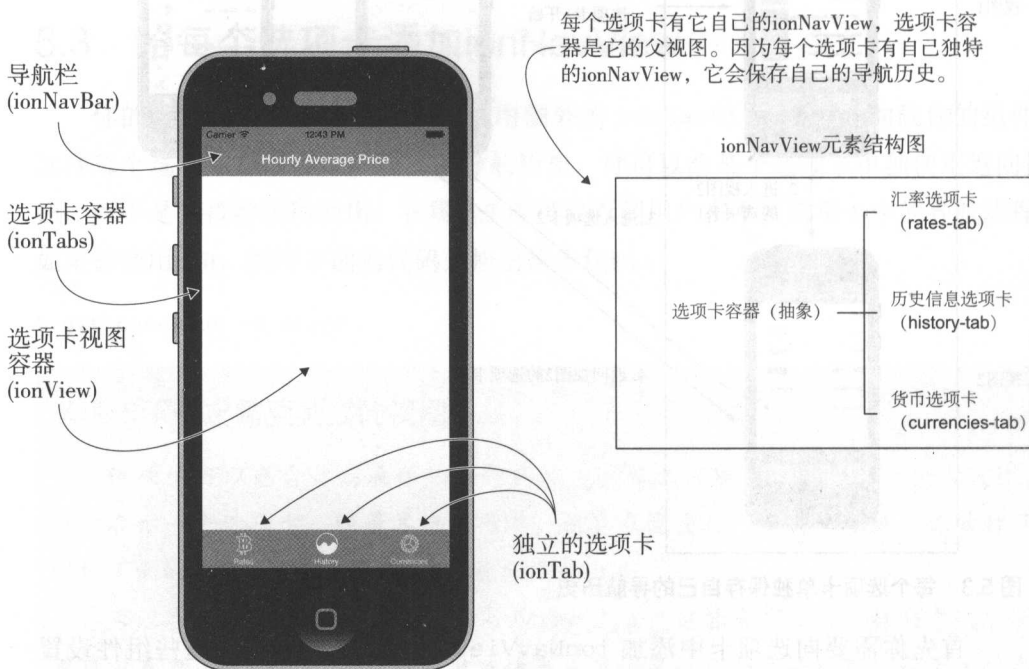 每个选项卡有它自己的ionNavView，选项卡容
器是它的父视图。因为每个选项卡有自己独特
的ionNavView，它会保存自己的导航历史。
导航栏
(ionNavBar)
选项卡容器
(ionTabs)
选项卡视图
容器
(ionView)
Carrier
12:43 PM
Hourly Average Price
Rates
History
Currencies
独立的选项卡
(ionTab)
ionNavView元素结构图
选项卡容器（抽象）
汇率选项卡
（rates-tab）
历史信息选项卡
（history-tab）
货币选项卡
（currencies-tab）